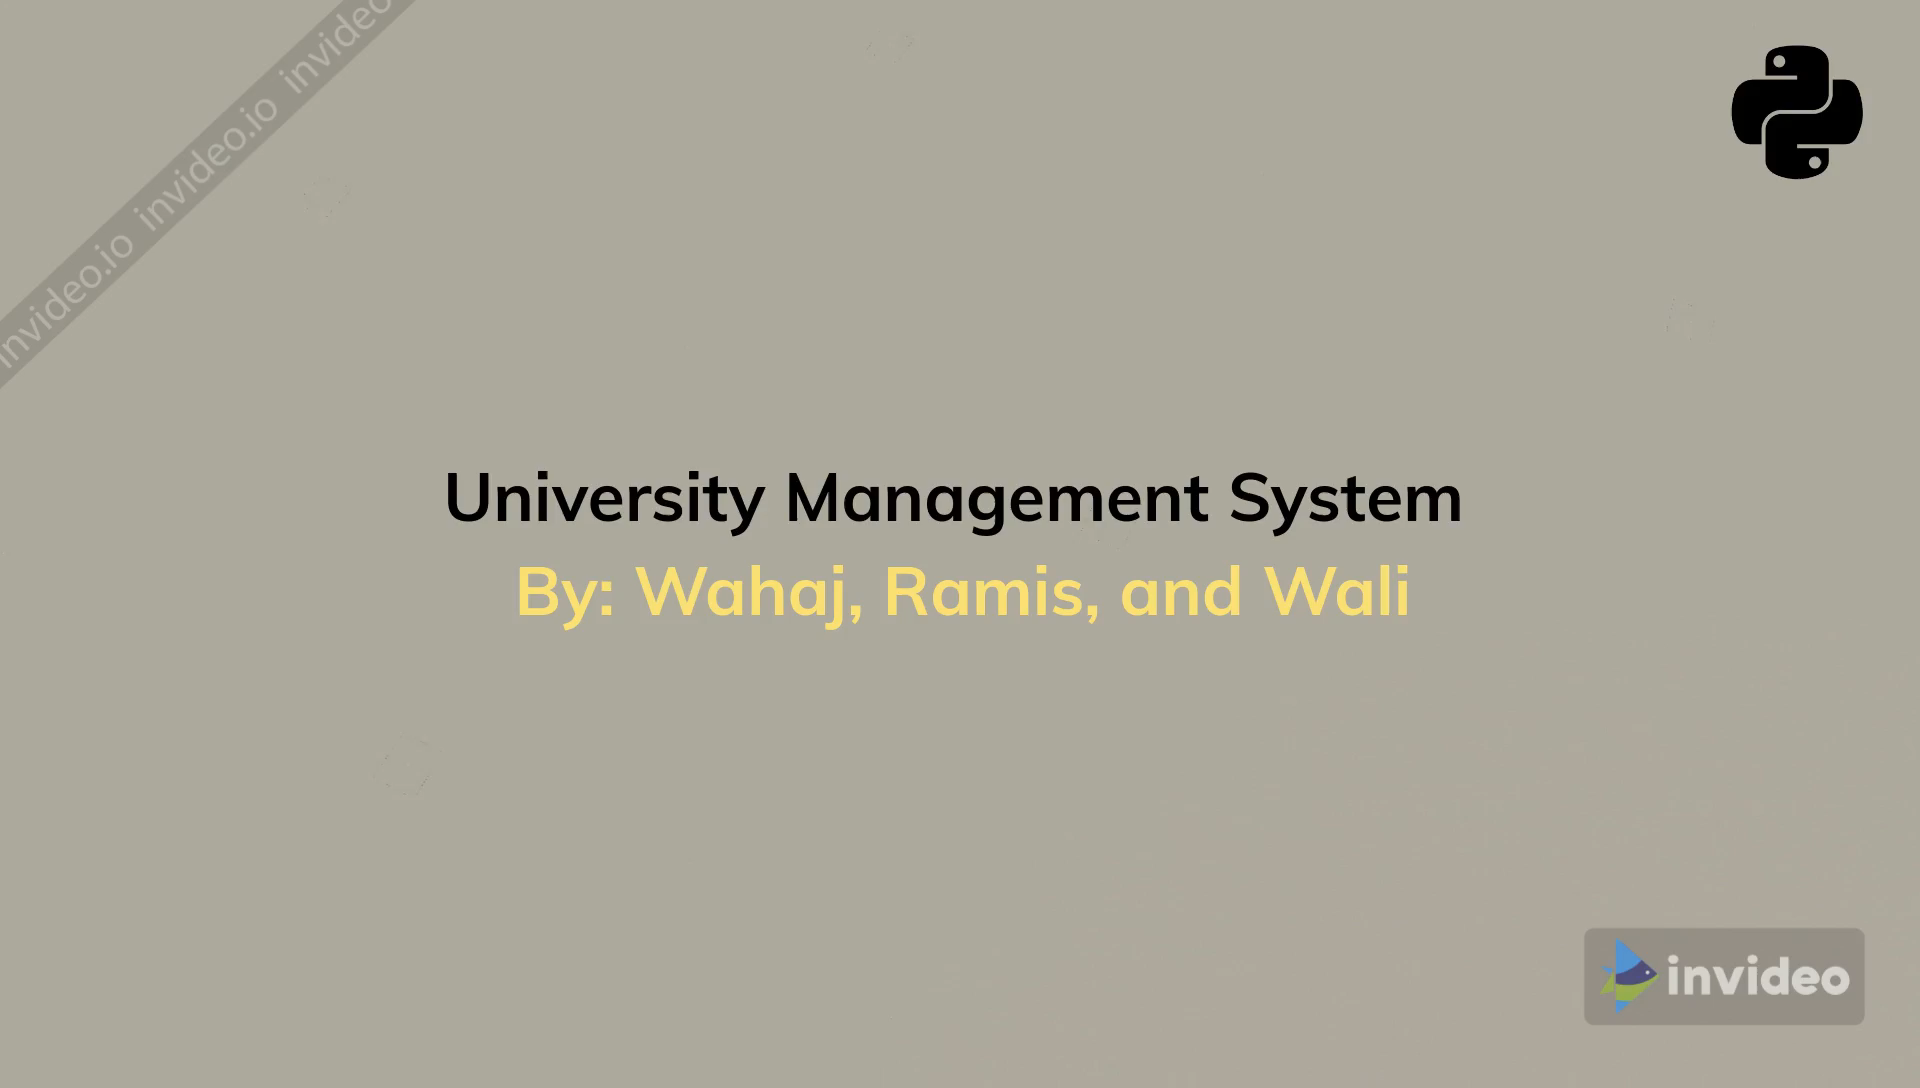 invideo.io invideo.io invideo
University Management System
By: Wahaj, Ramis, and Wali
invideo